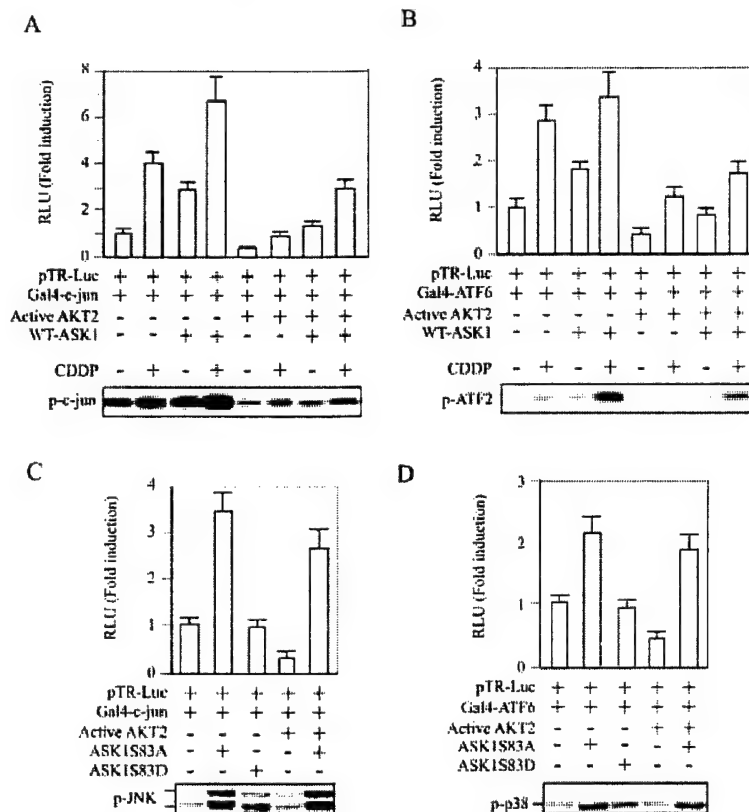 A
RLU (Fold induction)
8
6
4
2
0
pTR-Luc + + + + + + + +
Gal4-c-jun + + + + + + + +
Active AKT2 - - - - + + + +
WT-ASK1 - - + + - - + +
CDDP - + - + - + - +
p-c-jun
B
RLU (Fold induction)
4
3
2
1
0
pTR-Luc + + + + + + + +
Gal4-ATF6 + + + + + + + +
Active AKT2 - - - - + + + +
WT-ASK1 - - + + - - + +
CDDP - + - + - + - +
p-ATF2
C
RLU (Fold induction)
4
3
2
1
0
pTR-Luc + + + + +
Gal4-c-jun + + + + +
Active AKT2 - - - + +
ASK1S83A - + - - +
ASK1S83D - - + - -
p-JNK
D
RLU (Fold induction)
3
2
1
0
pTR-Luc + + + + +
Gal4-ATF6 + + + + +
Active AKT2 - - - + +
ASK1S83A - + - - +
ASK1S83D - - + - -
p-p38